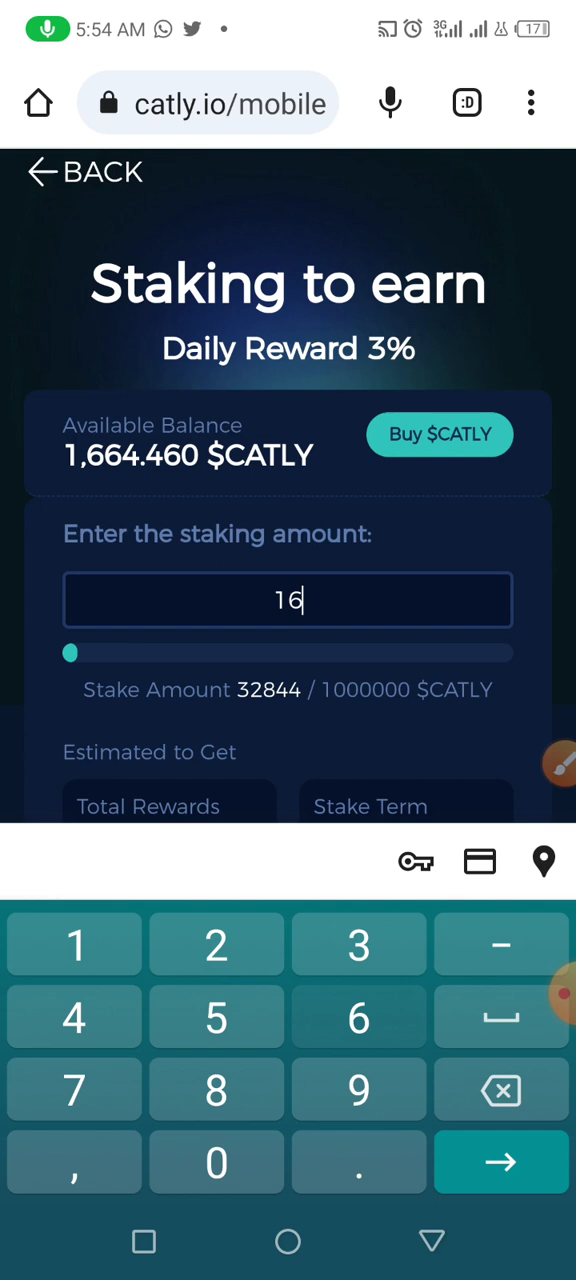 5:54 AM
3G
17
catly.io/mobile
:D
BACK
Staking to earn
Daily Reward 3%
Available Balance
1,664.460 $CATLY
Buy $CATLY
Enter the staking amount:
16
Stake Amount 32844 / 1000000 $CATLY
Estimated to Get
Total Rewards
Stake Term
1 2 3 -
4 5 6
7 8 9
, 0 .